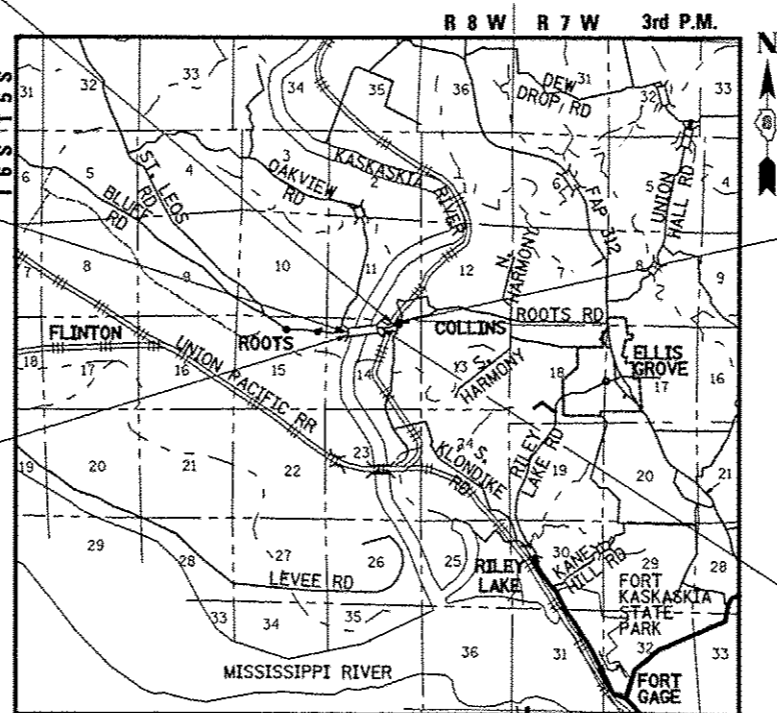 R 8 W R 7 W 3rd P.M.
N
T 5 S
T 6 S
31 32 33 34 35 36 31 32 33
DEW DROP, RD
6 5 4 3 2 6 5 4
ST. LEOS RD
BLUFF RD
OAKVIEW RD
KASKASKIA RIVER
FAP 312
UNION HALL RD
7 8 9 10 11 12 7 8 9
N. HARMONY
FLINTON
ROOTS
COLLINS
ROOTS RD
ELLIS GROVE
18 17 16 15 14 13 18 17 16
UNION PACIFIC RR
S. HARMONY
19 20 21 22 23 24 19 20 21
S. KLONDIKE RD
RILEY LAKE RD
29 28 27 26 25 30 29 28
LEVEE RD
RILEY LAKE
KANE HILL RD
FORT KASKASKIA STATE PARK
33 34 35 36 31 32 33
MISSISSIPPI RIVER
FORT GAGE